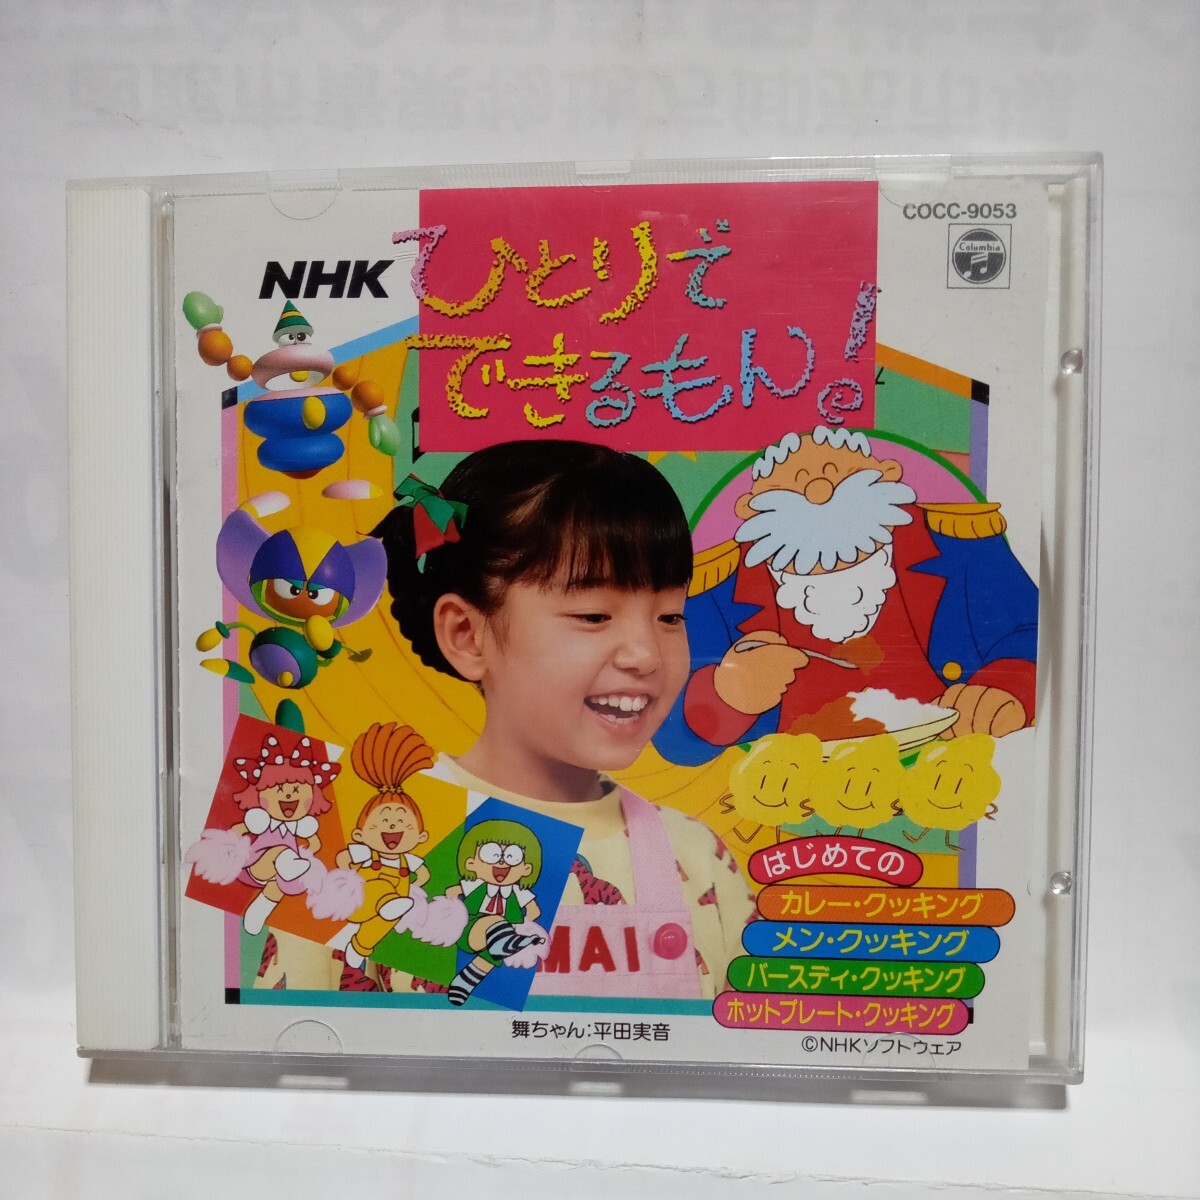 COCC-9053
Columbia
NHK ひとりで
できるもん!
はじめての
カレー・クッキング
メン・クッキング
バースディ・クッキング
ホットプレート・クッキング
MAI
舞ちゃん:平田実音
©NHKソフトウェア